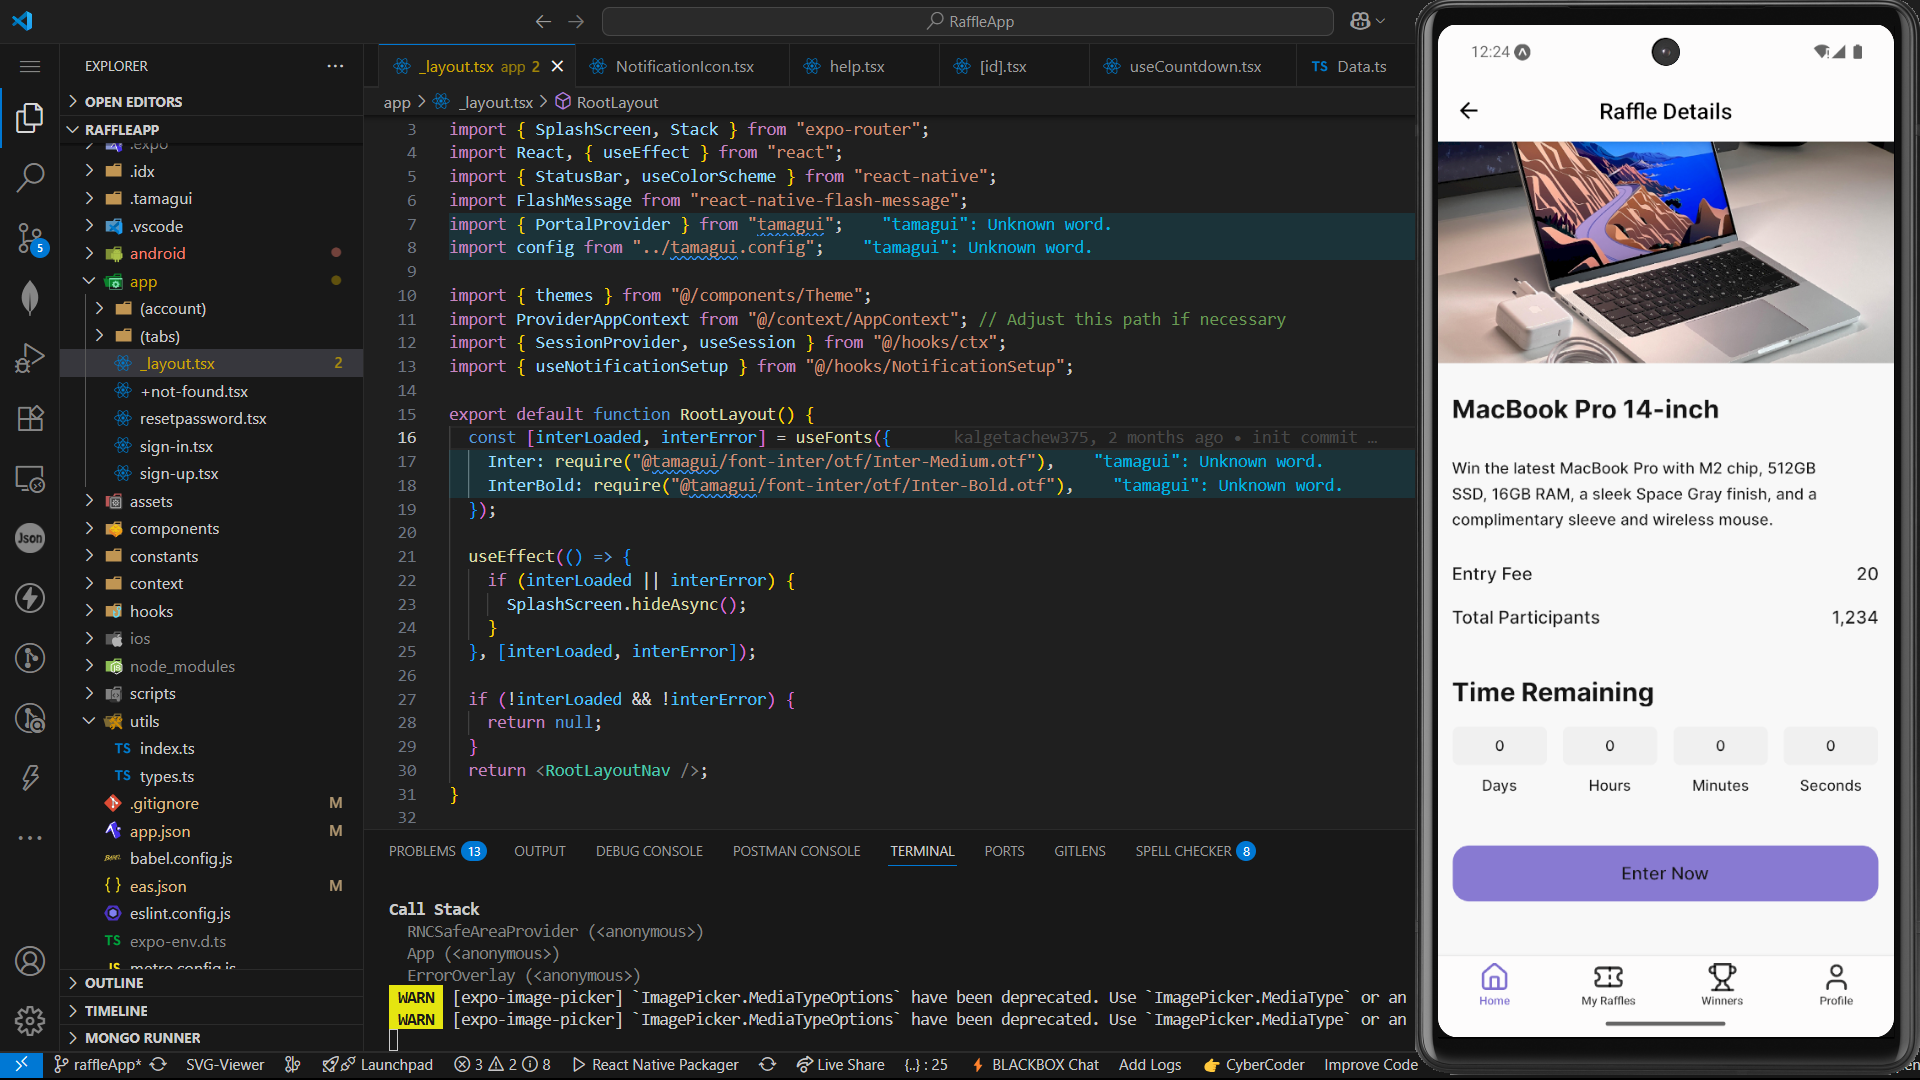 RaffleApp
EXPLORER
OPEN EDITORS
RAFFLEAPP
.expo
.idx
.tamagui
.vscode
android
app
(account)
(tabs)
_layout.tsx 2
+not-found.tsx
resetpassword.tsx
sign-in.tsx
sign-up.tsx
assets
components
constants
context
hooks
ios
node_modules
scripts
utils
TS index.ts
TS types.ts
.gitignore M
app.json M
babel.config.js
{ } eas.json M
eslint.config.js
TS expo-env.d.ts
JS metro.config.js
OUTLINE
TIMELINE
MONGO RUNNER
5
Json
_layout.tsx app 2
NotificationIcon.tsx
help.tsx
[id].tsx
useCountdown.tsx
TS Data.ts
app > _layout.tsx > RootLayout
3 import { SplashScreen, Stack } from "expo-router";
4 import React, { useEffect } from "react";
5 import { StatusBar, useColorScheme } from "react-native";
6 import FlashMessage from "react-native-flash-message";
7 import { PortalProvider } from "tamagui"; "tamagui": Unknown word.
8 import config from "../tamagui.config"; "tamagui": Unknown word.
9
10 import { themes } from "@/components/Theme";
11 import ProviderAppContext from "@/context/AppContext"; // Adjust this path if necessary
12 import { SessionProvider, useSession } from "@/hooks/ctx";
13 import { useNotificationSetup } from "@/hooks/NotificationSetup";
14
15 export default function RootLayout() {
16 const [interLoaded, interError] = useFonts({ kalgetachew375, 2 months ago • init commit …
17 Inter: require("@tamagui/font-inter/otf/Inter-Medium.otf"), "tamagui": Unknown word.
18 InterBold: require("@tamagui/font-inter/otf/Inter-Bold.otf"), "tamagui": Unknown word.
19 });
20
21 useEffect(() => {
22 if (interLoaded || interError) {
23 SplashScreen.hideAsync();
24 }
25 }, [interLoaded, interError]);
26
27 if (!interLoaded && !interError) {
28 return null;
29 }
30 return <RootLayoutNav />;
31 }
32
PROBLEMS 13 OUTPUT DEBUG CONSOLE POSTMAN CONSOLE TERMINAL PORTS GITLENS SPELL CHECKER 8
Call Stack
RNCSafeAreaProvider (<anonymous>)
App (<anonymous>)
ErrorOverlay (<anonymous>)
WARN [expo-image-picker] `ImagePicker.MediaTypeOptions` have been deprecated. Use `ImagePicker.MediaType` or an
WARN [expo-image-picker] `ImagePicker.MediaTypeOptions` have been deprecated. Use `ImagePicker.MediaType` or an
raffleApp* SVG-Viewer Launchpad 3 2 8 React Native Packager Live Share {..} : 25 BLACKBOX Chat Add Logs CyberCoder Improve Code
12:24
Raffle Details
MacBook Pro 14-inch
Win the latest MacBook Pro with M2 chip, 512GB
SSD, 16GB RAM, a sleek Space Gray finish, and a
complimentary sleeve and wireless mouse.
Entry Fee 20
Total Participants 1,234
Time Remaining
0 0 0 0
Days Hours Minutes Seconds
Enter Now
Home My Raffles Winners Profile